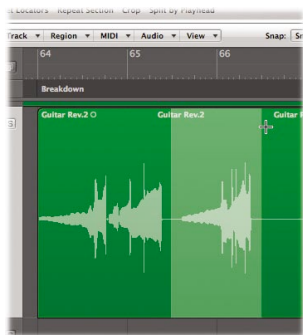 Locators Repeat Section Crop Split by Playhead
Track Region MIDI Audio View Snap:
64 65 66
Breakdown
Guitar Rev.2 Guitar Rev.2 Guitar
S